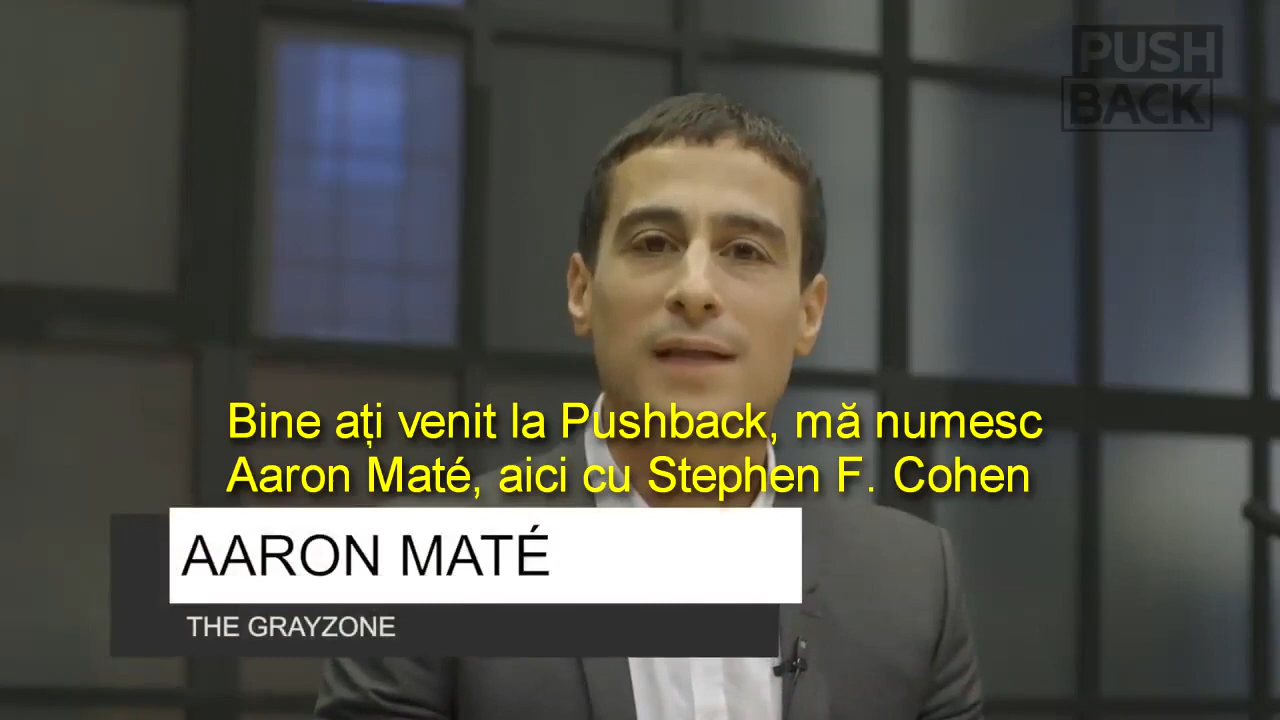 PUSH
BACK
Bine ați venit la Pushback, mă numesc
Aaron Maté, aici cu Stephen F. Cohen
AARON MATÉ
THE GRAYZONE